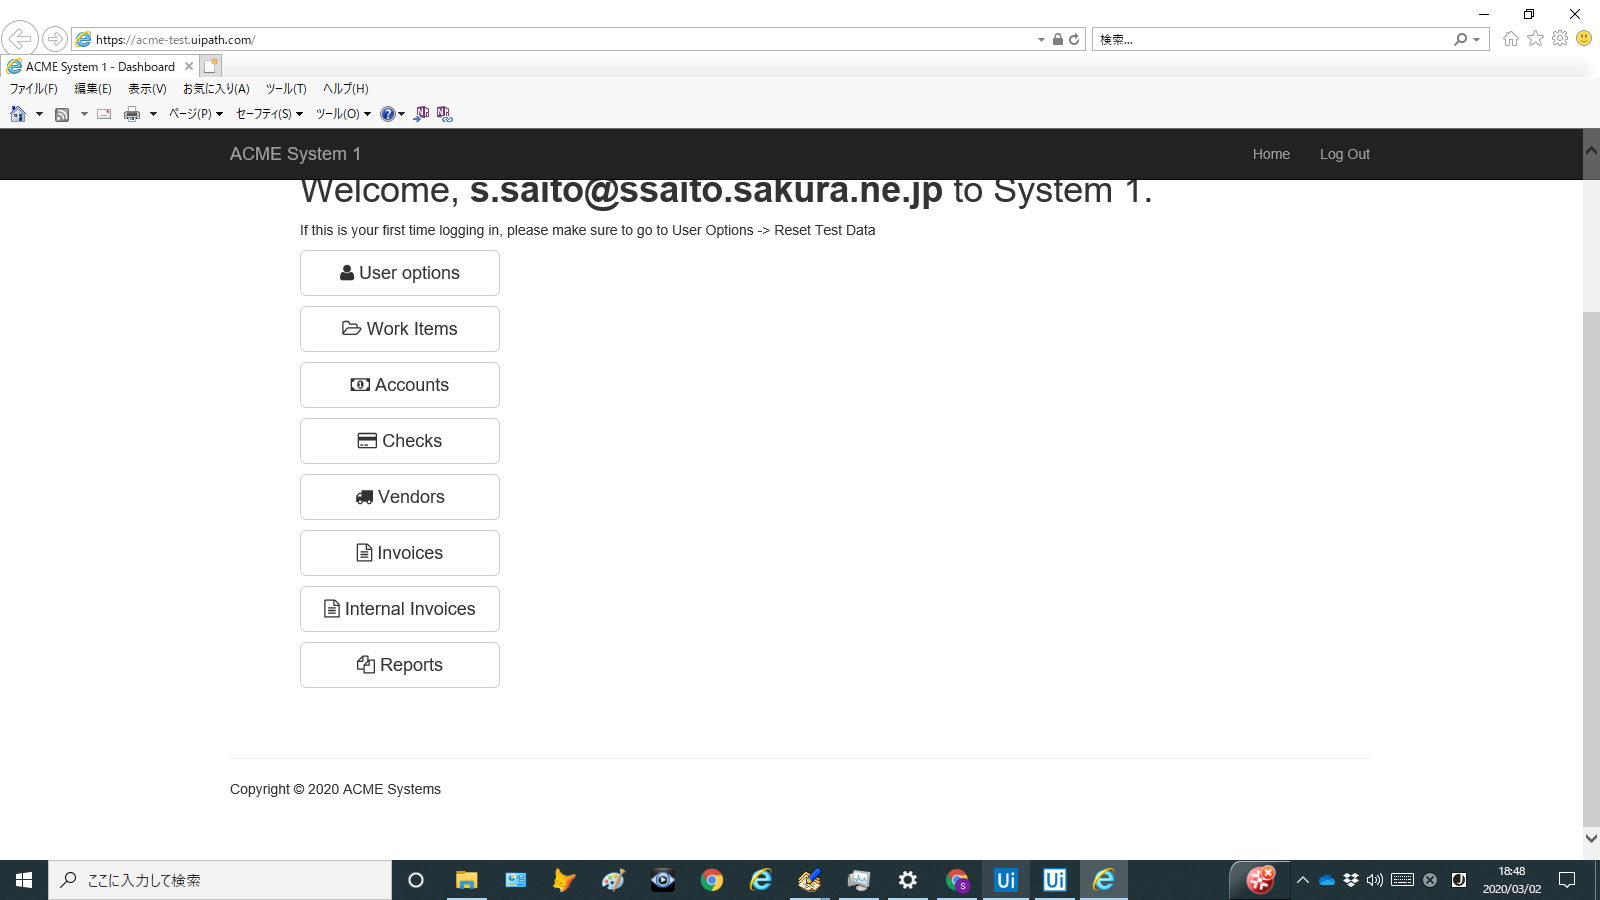 https://acme-test.uipath.com/
検索...
ACME System 1 - Dashboard
ファイル(F) 編集(E) 表示(V) お気に入り(A) ツール(T) ヘルプ(H)
ページ(P) セーフティ(S) ツール(O)
ACME System 1 Home Log Out
Welcome, s.saito@ssaito.sakura.ne.jp to System 1.
If this is your first time logging in, please make sure to go to User Options -> Reset Test Data
User options
Work Items
Accounts
Checks
Vendors
Invoices
Internal Invoices
Reports
Copyright © 2020 ACME Systems
ここに入力して検索
Ui Ui
18:48
2020/03/02